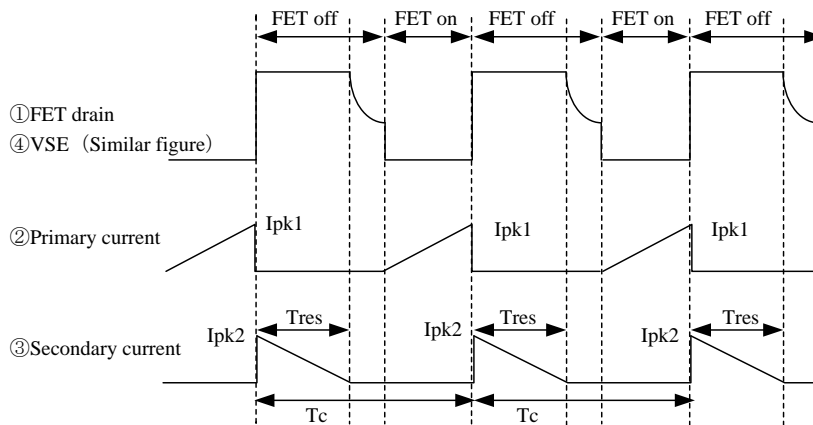 FET off FET on FET off FET on FET off
①FET drain
④VSE（Similar figure）
Ipk1 Ipk1 Ipk1
②Primary current
Tres Tres Tres
Ipk2 Ipk2 Ipk2
③Secondary current
Tc Tc